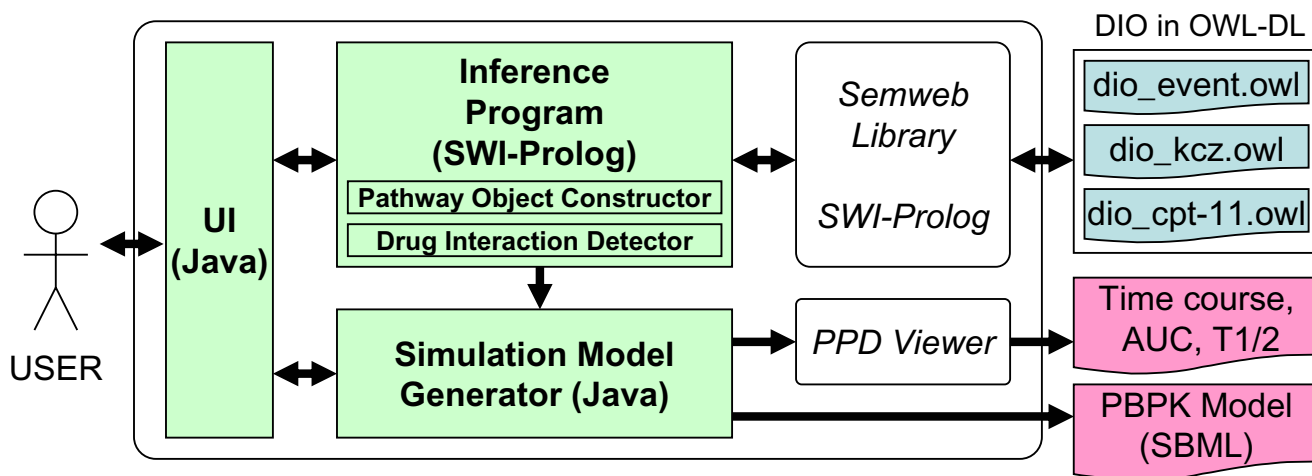 DIO in OWL-DL
Inference
Program
(SWI-Prolog)
Pathway Object Constructor
Drug Interaction Detector
Semweb
Library
SWI-Prolog
dio_event.owl
dio_kcz.owl
dio_cpt-11.owl
UI
(Java)
USER
Simulation Model
Generator (Java)
PPD Viewer
Time course,
AUC, T1/2
PBPK Model
(SBML)